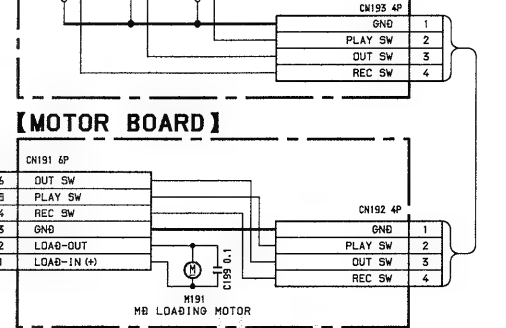 CN193 4P
GND 1
PLAY SW 2
OUT SW 3
REC SW 4
【MOTOR BOARD】
CN191 6P
6 OUT SW
5 PLAY SW
4 REC SW
3 GND
2 LOAD-OUT
1 LOAD-IN (+)
M
C199 0.1
M191
MD LOADING MOTOR
CN192 4P
GND 1
PLAY SW 2
OUT SW 3
REC SW 4